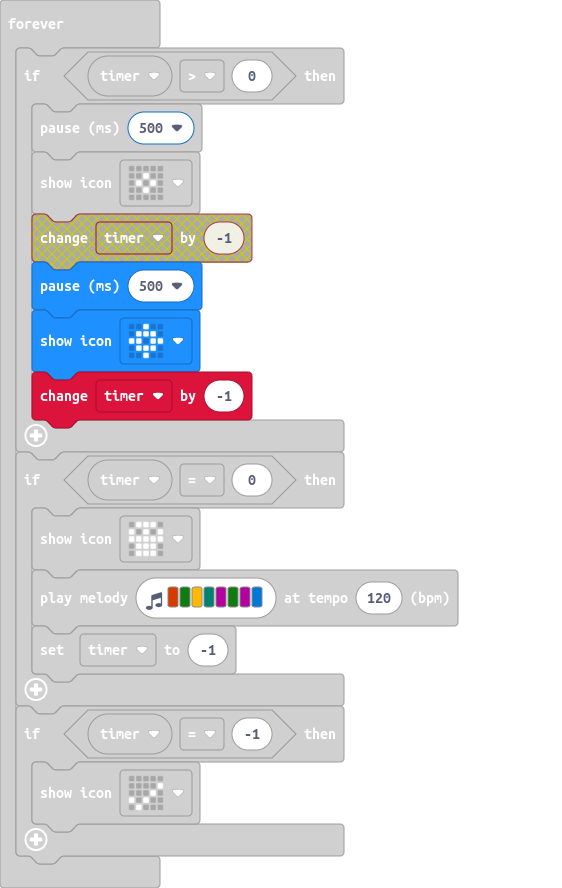 forever
if timer > 0 then
pause (ms) 500
show icon
change timer by -1
pause (ms) 500
show icon
change timer by -1
if timer = 0 then
show icon
play melody at tempo 120 (bpm)
set timer to -1
if timer = -1 then
show icon